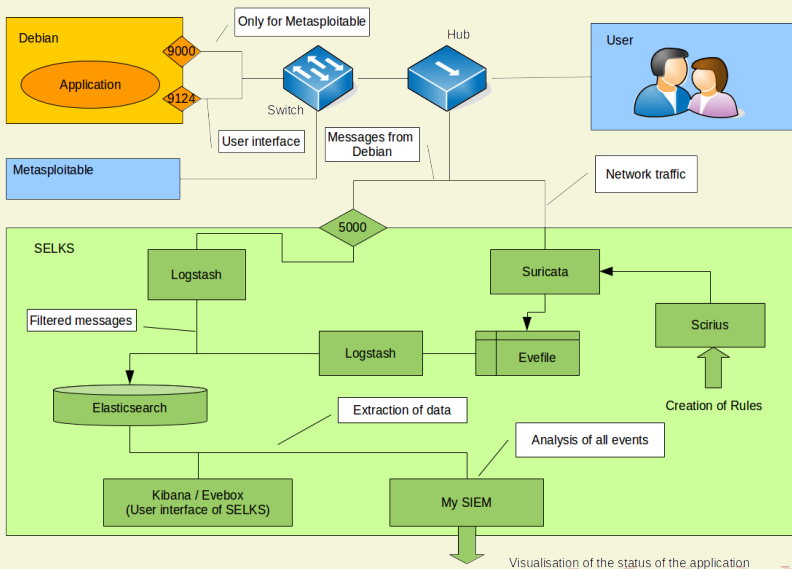 Debian
9000
Only for Metasploitable
Hub
User
Application
9124
Switch
User interface
Messages from
Debian
Metasploitable
Network traffic
5000
SELKS
Logstash
Suricata
Filtered messages
Scirius
Logstash
Evefile
Elasticsearch
Creation of Rules
Extraction of data
Analysis of all events
Kibana / Evebox
(User interface of SELKS)
My SIEM
Visualisation of the status of the application